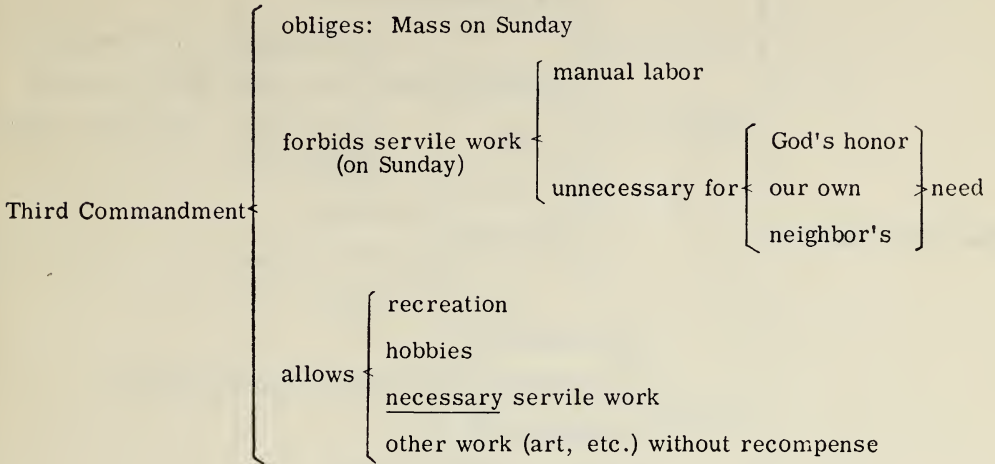 obliges: Mass on Sunday
manual labor
forbids servile work
(on Sunday)
unnecessary for
God's honor
our own
neighbor's
need
Third Commandment
recreation
hobbies
allows
necessary servile work
other work (art, etc.) without recompense